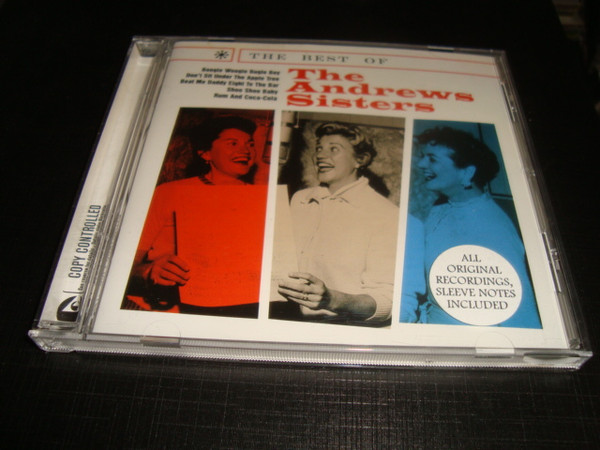 THE BEST OF
The
Andrews
Sisters
Boogie Woogie Bugle Boy
Don't Sit Under The Apple Tree
Beat Me Daddy Eight To The Bar
Shoo Shoo Baby
Rum And Coca-Cola
ALL
ORIGINAL
RECORDINGS,
SLEEVE NOTES
INCLUDED
COPY CONTROLLED